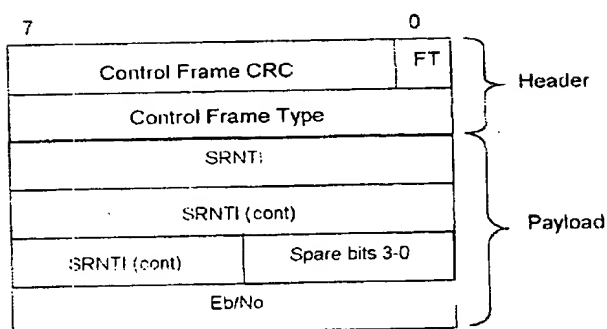 7 0
Control Frame CRC FT
Header
Control Frame Type
SRNTI
SRNTI (cont)
Payload
SRNTI (cont) Spare bits 3-0
Eb/No